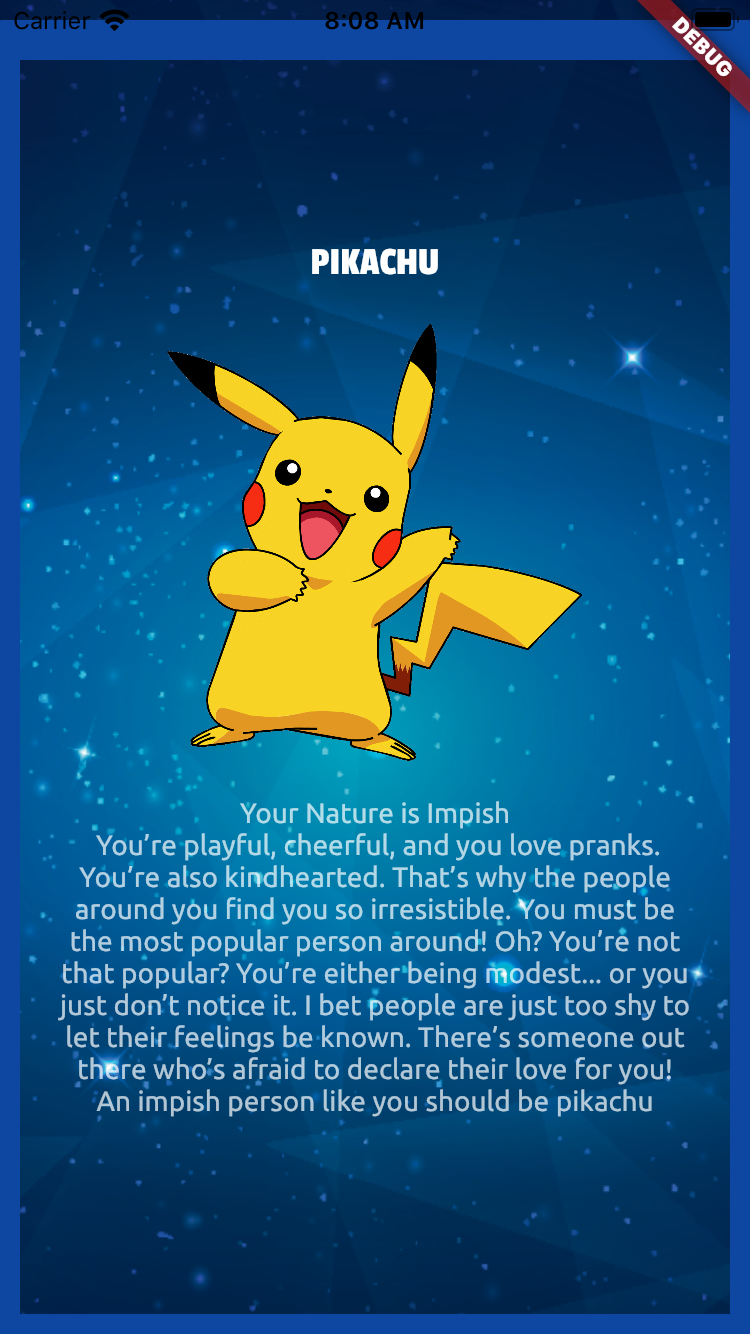 Carrier 8:08 AM
DEBUG
PIKACHU
Your Nature is Impish
You’re playful, cheerful, and you love pranks.
You’re also kindhearted. That’s why the people
around you find you so irresistible. You must be
the most popular person around! Oh? You’re not
that popular? You’re either being modest... or you
just don’t notice it. I bet people are just too shy to
let their feelings be known. There’s someone out
there who’s afraid to declare their love for you!
An impish person like you should be pikachu